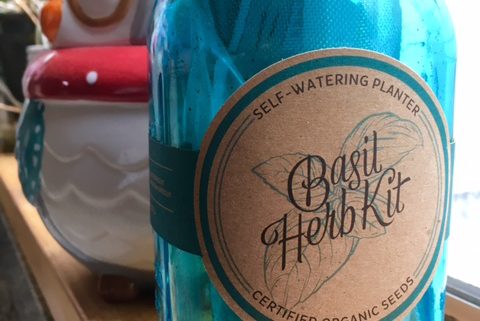 SELF-WATERING PLANTER
Basil
Herb Kit
CERTIFIED ORGANIC SEEDS